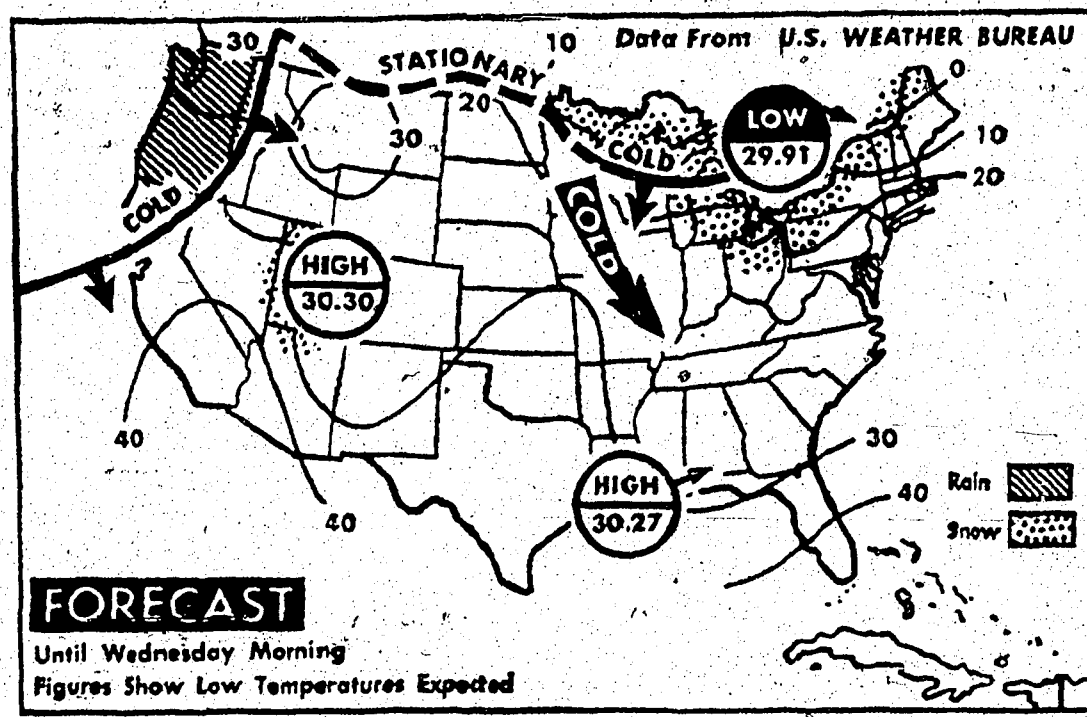 Data From U.S. WEATHER BUREAU
30
STATIONARY
10
0
20
30
LOW
29.91
10
COLD
20
COLD
COLD
HIGH
30.30
40
30
HIGH
30.27
40
40
Rain
Snow
FORECAST
Until Wednesday Morning
Figures Show Low Temperatures Expected